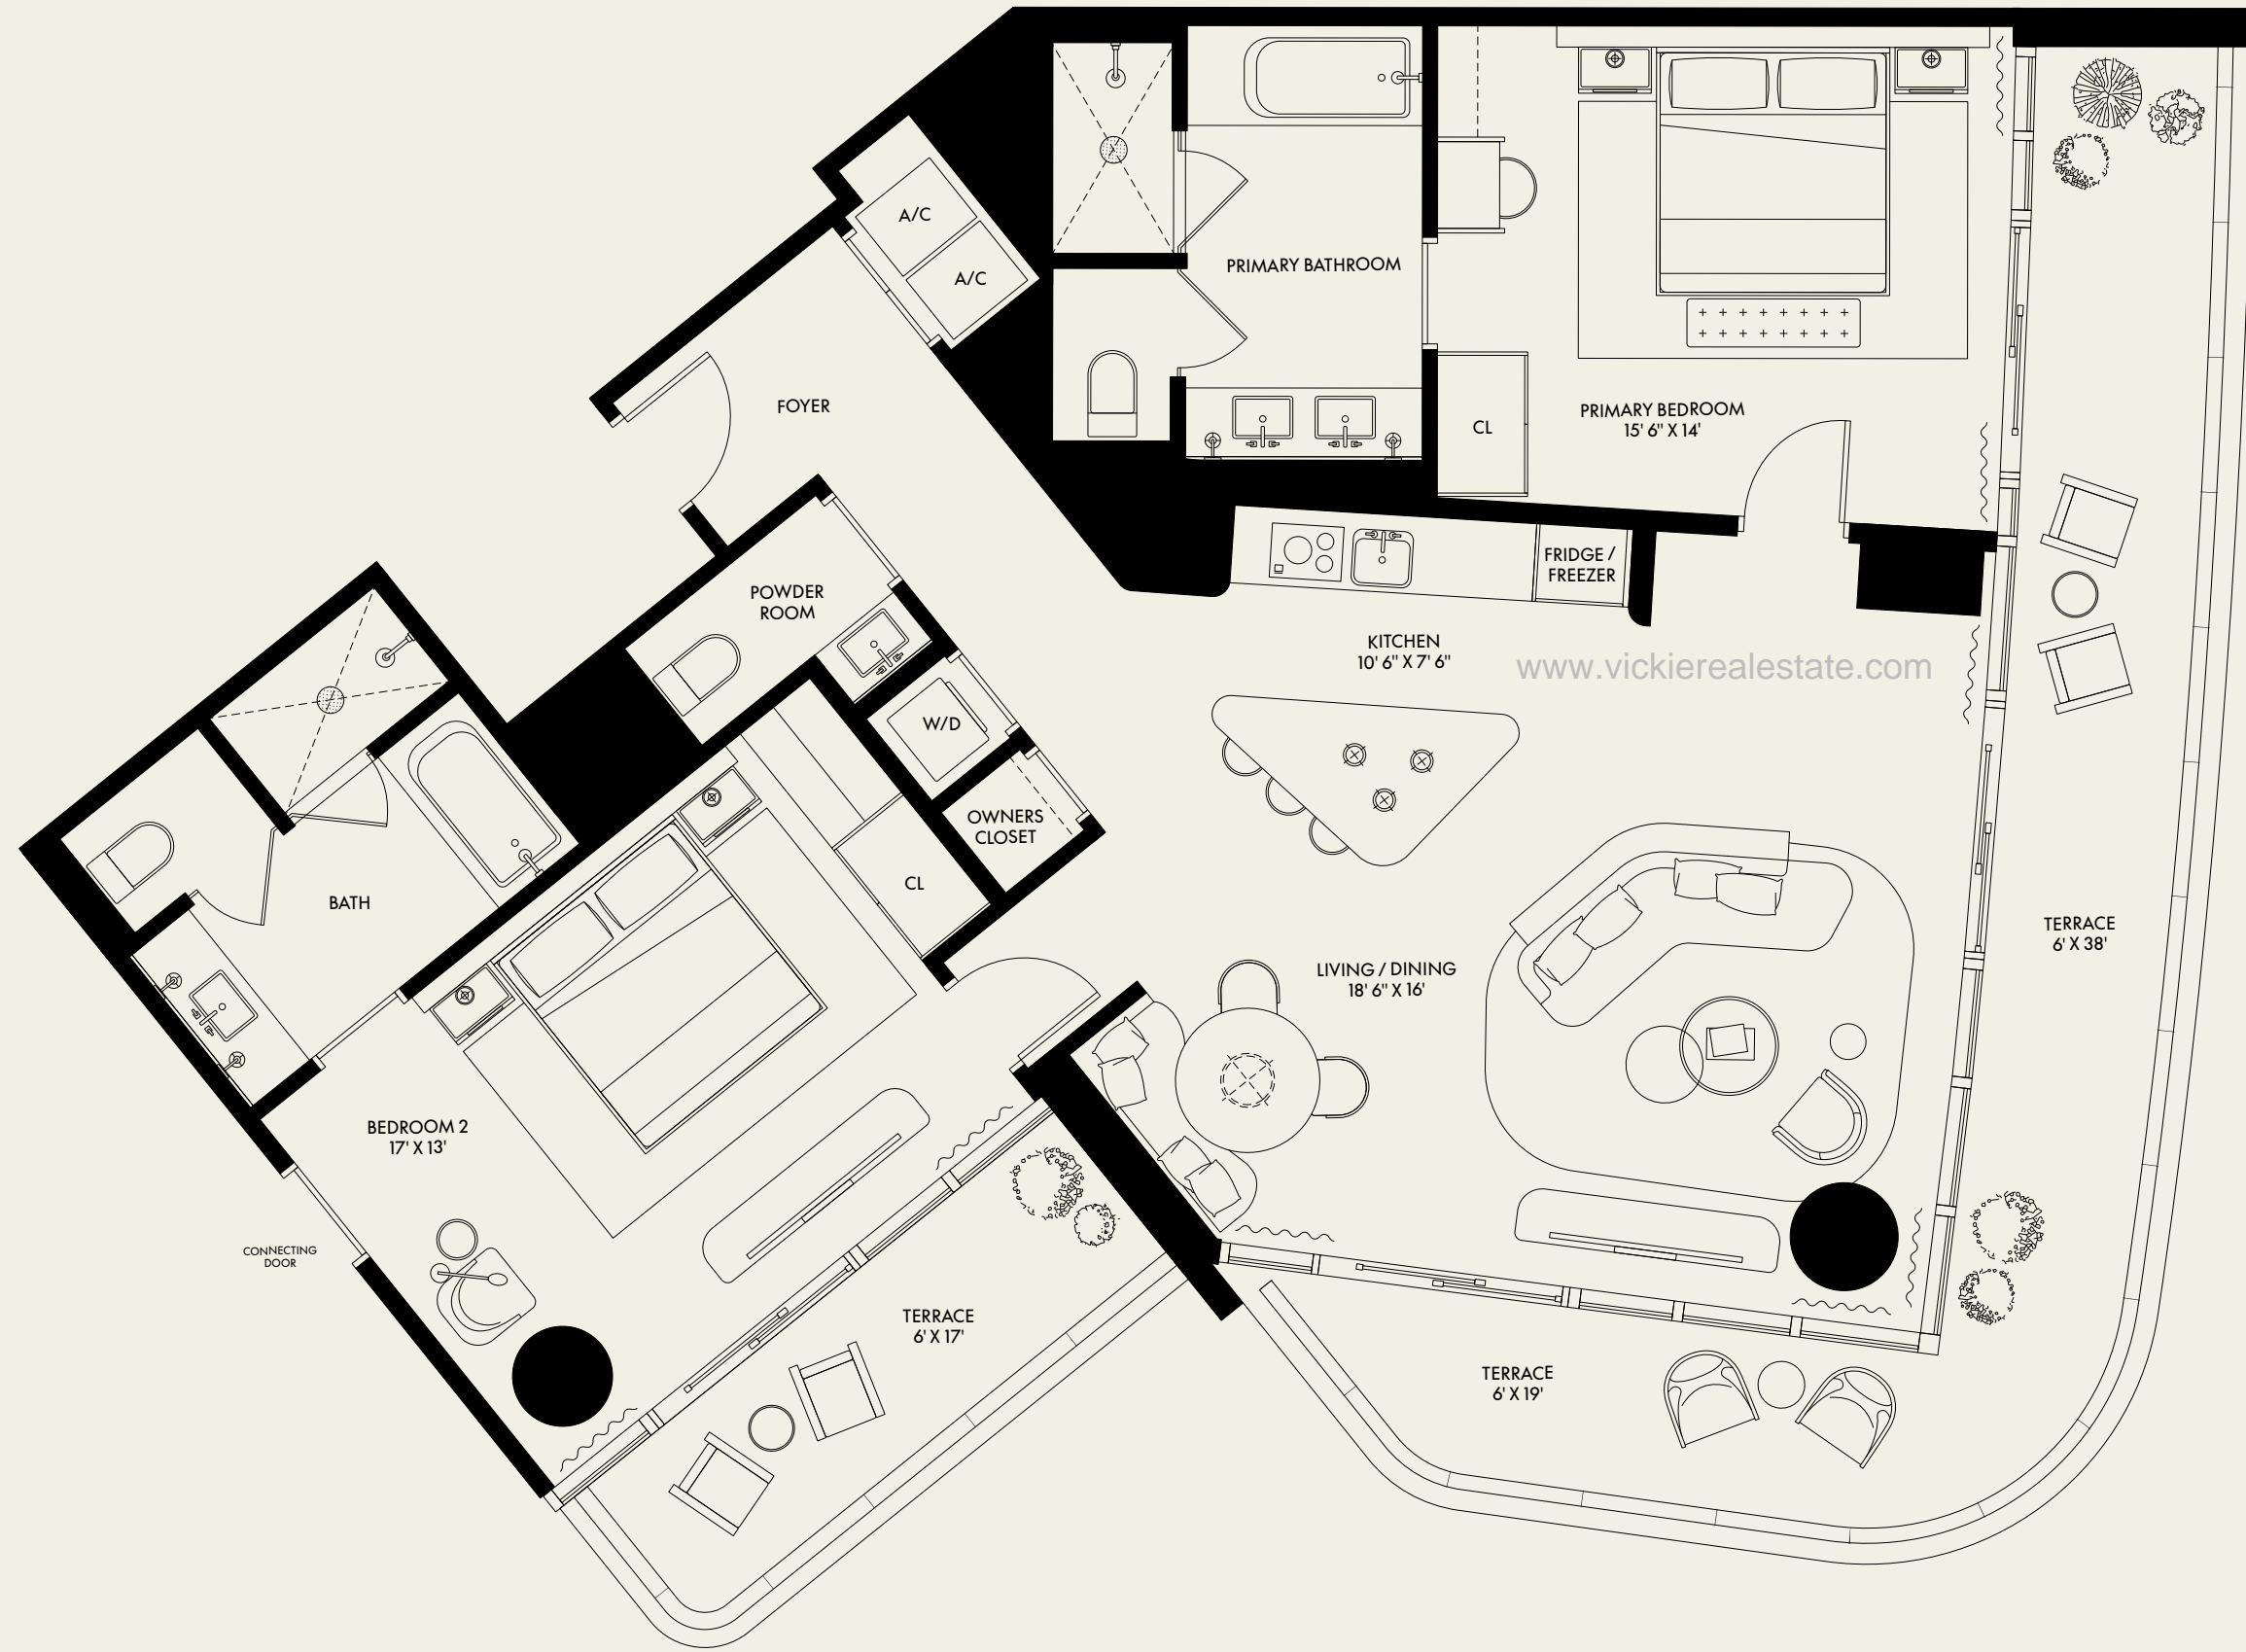 A/C
A/C
PRIMARY BATHROOM
FOYER
CL
PRIMARY BEDROOM
15' 6" X 14'
FRIDGE /
FREEZER
POWDER
ROOM
KITCHEN
10' 6" X 7' 6"
www.vickierealestate.com
W/D
OWNERS
CLOSET
CL
BATH
TERRACE
6' X 38'
LIVING / DINING
18' 6" X 16'
BEDROOM 2
17' X 13'
CONNECTING
DOOR
TERRACE
6' X 17'
TERRACE
6' X 19'